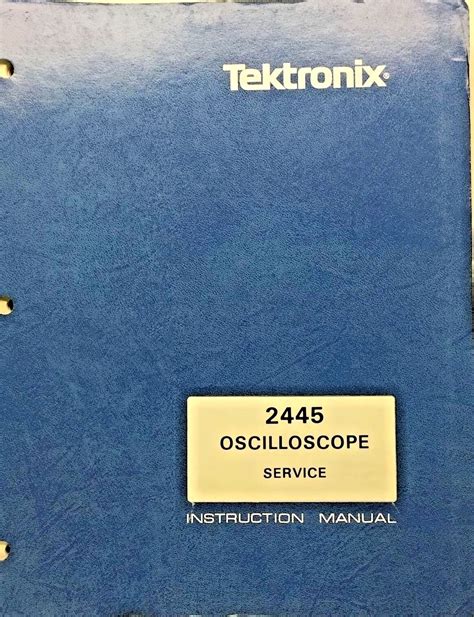 Tektronix®
2445
OSCILLOSCOPE
SERVICE
INSTRUCTION MANUAL